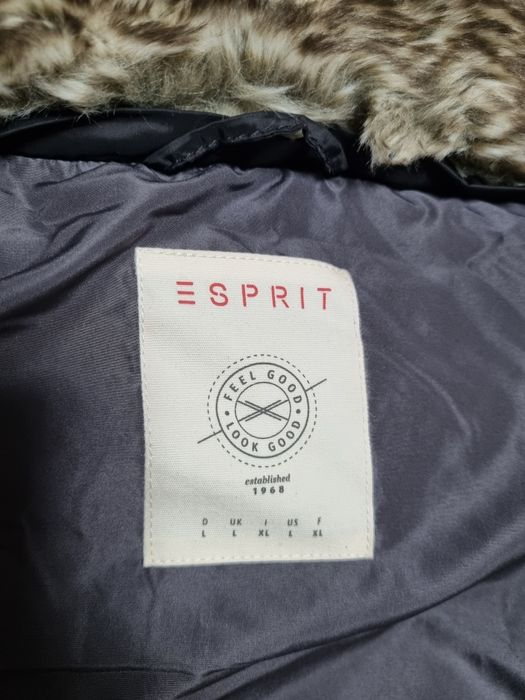 ESPRIT
• FEEL GOOD •
LOOK GOOD
established
1968
D UK I US F
L L XL L XL